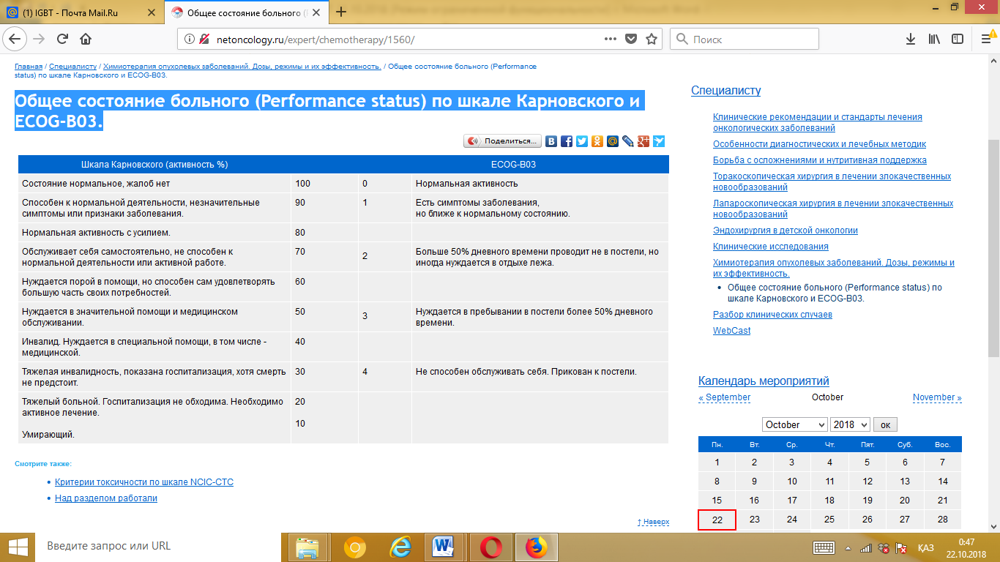 (1) IGBT - Почта Mail.Ru
Общее состояние больного (
netoncology.ru/expert/chemotherapy/1560/
Поиск
Главная / Специалисту / Химиотерапия опухолевых заболеваний. Дозы, режимы и их эффективность. / Общее состояние больного (Performance
status) по шкале Карновского и ECOG-B03.
Общее состояние больного (Performance status) по шкале Карновского и
ECOG-B03.
Поделиться…
Шкала Карновского (активность %) ECOG-B03
Состояние нормальное, жалоб нет 100 0 Нормальная активность
Способен к нормальной деятельности, незначительные 90 1 Есть симптомы заболевания,
симптомы или признаки заболевания. но ближе к нормальному состоянию.
Нормальная активность с усилием. 80
Обслуживает себя самостоятельно, не способен к 70 2 Больше 50% дневного времени проводит не в постели, но
нормальной деятельности или активной работе. иногда нуждается в отдыхе лежа.
Нуждается порой в помощи, но способен сам удовлетворять 60
большую часть своих потребностей.
Нуждается в значительной помощи и медицинском 50 3 Нуждается в пребывании в постели более 50% дневного
обслуживании. времени.
Инвалид. Нуждается в специальной помощи, в том числе - 40
медицинской.
Тяжелая инвалидность, показана госпитализация, хотя смерть 30 4 Не способен обслуживать себя. Прикован к постели.
не предстоит.
Тяжелый больной. Госпитализация не обходима. Необходимо 20
активное лечение.
10
Умирающий.
Смотрите также:
Критерии токсичности по шкале NCIC-CTC
Над разделом работали
↑ Наверх
Специалисту
Клинические рекомендации и стандарты лечения
онкологических заболеваний
Особенности диагностических и лечебных методик
Борьба с осложнениями и нутритивная поддержка
Торакоскопическая хирургия в лечении злокачественных
новообразований
Лапароскопическая хирургия в лечении злокачественных
новообразований
Эндохирургия в детской онкологии
Клинические исследования
Химиотерапия опухолевых заболеваний. Дозы, режимы и
их эффективность.
Общее состояние больного (Performance status) по
шкале Карновского и ECOG-B03.
Разбор клинических случаев
WebCast
Календарь мероприятий
« September October November »
October 2018 ок
Пн. Вт. Ср. Чт. Пят. Суб. Вос.
1 2 3 4 5 6 7
8 9 10 11 12 13 14
15 16 17 18 19 20 21
22 23 24 25 26 27 28
Введите запрос или URL
ҚАЗ
0:47
22.10.2018